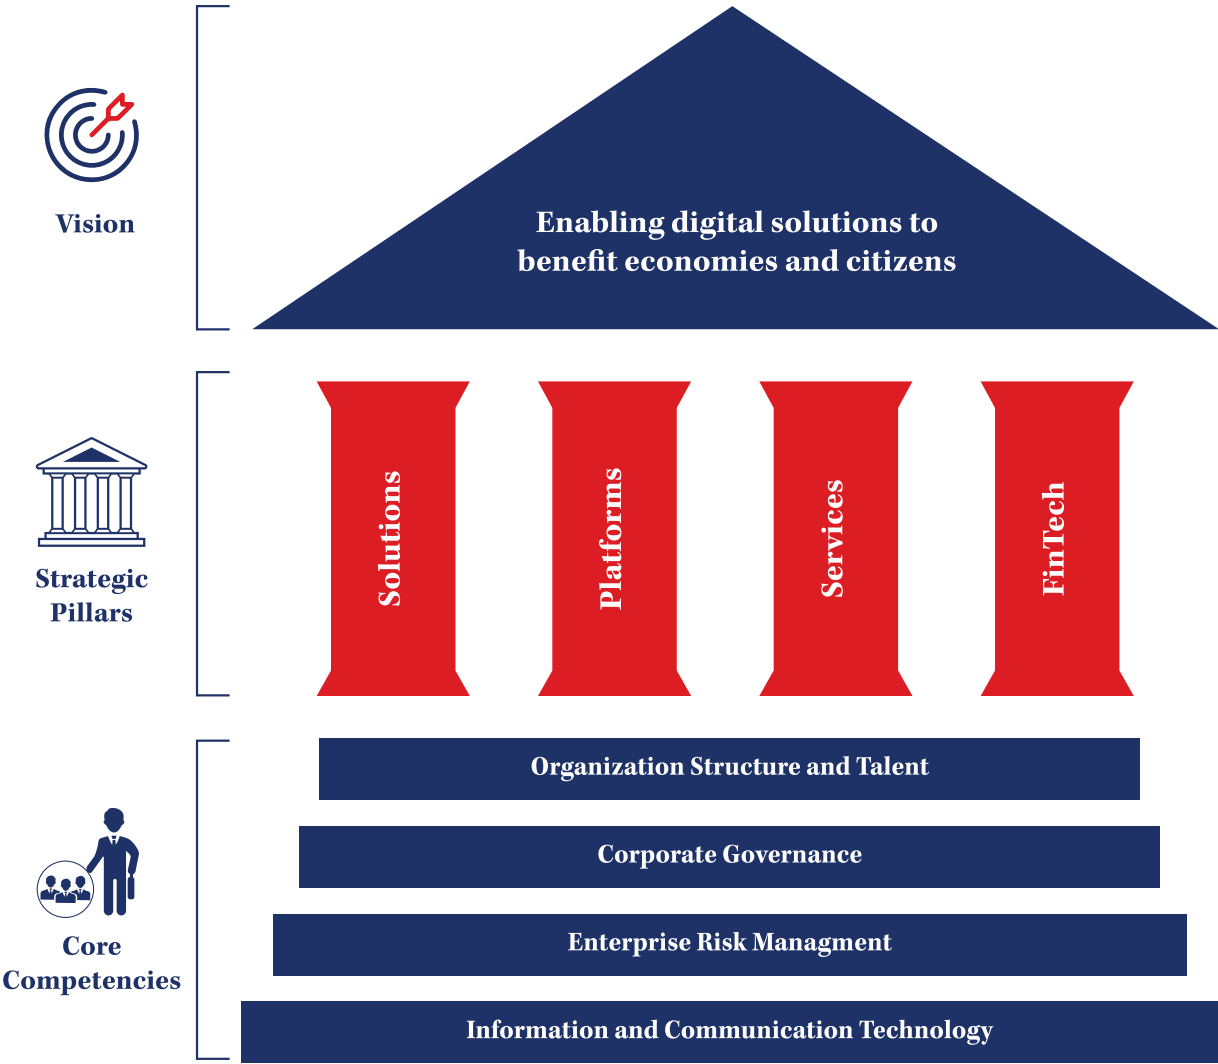 Vision
Enabling digital solutions to
benefit economies and citizens
Strategic
Pillars
Solutions
Platforms
Services
FinTech
Core
Competencies
Organization Structure and Talent
Corporate Governance
Enterprise Risk Managment
Information and Communication Technology